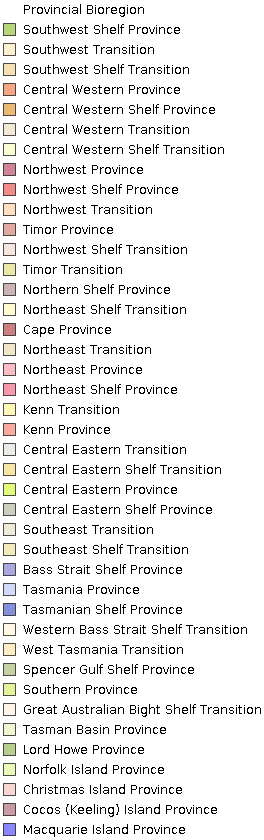 Provincial Bioregion
Southwest Shelf Province
Southwest Transition
Southwest Shelf Transition
Central Western Province
Central Western Shelf Province
Central Western Transition
Central Western Shelf Transition
Northwest Province
Northwest Shelf Province
Northwest Transition
Timor Province
Northwest Shelf Transition
Timor Transition
Northern Shelf Province
Northeast Shelf Transition
Cape Province
Northeast Transition
Northeast Province
Northeast Shelf Province
Kenn Transition
Kenn Province
Central Eastern Transition
Central Eastern Shelf Transition
Central Eastern Province
Central Eastern Shelf Province
Southeast Transition
Southeast Shelf Transition
Bass Strait Shelf Province
Tasmania Province
Tasmanian Shelf Province
Western Bass Strait Shelf Transition
West Tasmania Transition
Spencer Gulf Shelf Province
Southern Province
Great Australian Bight Shelf Transition
Tasman Basin Province
Lord Howe Province
Norfolk Island Province
Christmas Island Province
Cocos (Keeling) Island Province
Macquarie Island Province